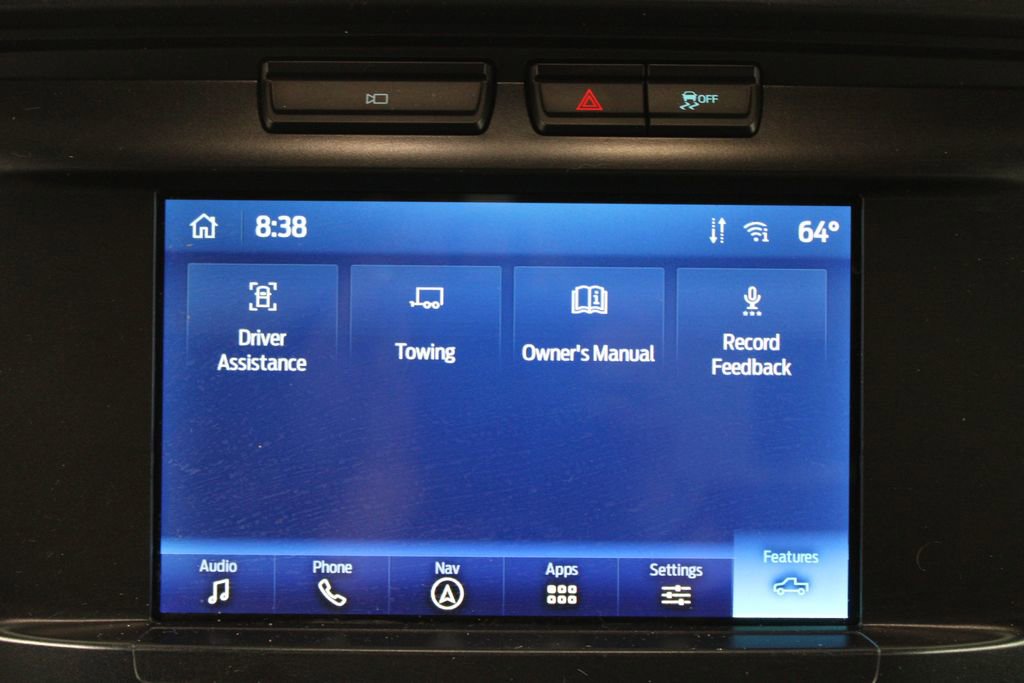 OFF
8:38
64°
Driver
Assistance
Towing
Owner's Manual
Record
Feedback
Audio
Phone
Nav
Apps
Settings
Features